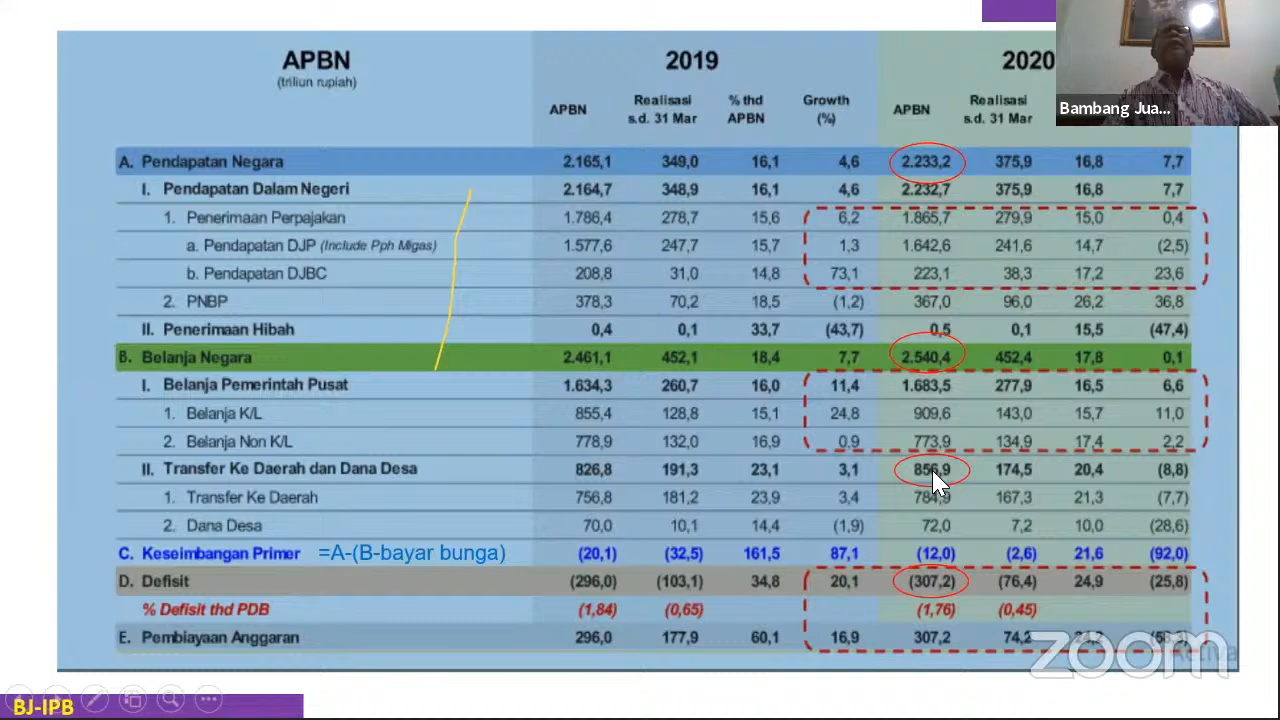 APBN 2019 2020
(triliun rupiah)
APBN Realisasi s.d. 31 Mar % thd APBN Growth (%) APBN Realisasi s.d. 31 Mar
Bambang Jua...
A. Pendapatan Negara 2.165,1 349,0 16,1 4,6 2.233,2 375,9 16,8 7,7
I. Pendapatan Dalam Negeri 2.164,7 348,9 16,1 4,6 2.232,7 375,9 16,8 7,7
1. Penerimaan Perpajakan 1.786,4 278,7 15,6 6,2 1.865,7 279,9 15,0 0,4
a. Pendapatan DJP (Include Pph Migas) 1.577,6 247,7 15,7 1,3 1.642,6 241,6 14,7 (2,5)
b. Pendapatan DJBC 208,8 31,0 14,8 73,1 223,1 38,3 17,2 23,6
2. PNBP 378,3 70,2 18,5 (1,2) 367,0 96,0 26,2 36,8
II. Penerimaan Hibah 0,4 0,1 33,7 (43,7) 0,5 0,1 15,5 (47,4)
B. Belanja Negara 2.461,1 452,1 18,4 7,7 2.540,4 452,4 17,8 0,1
I. Belanja Pemerintah Pusat 1.634,3 260,7 16,0 11,4 1.683,5 277,9 16,5 6,6
1. Belanja K/L 855,4 128,8 15,1 24,8 909,6 143,0 15,7 11,0
2. Belanja Non K/L 778,9 132,0 16,9 0,9 773,9 134,9 17,4 2,2
II. Transfer Ke Daerah dan Dana Desa 826,8 191,3 23,1 3,1 856,9 174,5 20,4 (8,8)
1. Transfer Ke Daerah 756,8 181,2 23,9 3,4 784,9 167,3 21,3 (7,7)
2. Dana Desa 70,0 10,1 14,4 (1,9) 72,0 7,2 10,0 (28,6)
C. Keseimbangan Primer =A-(B-bayar bunga) (20,1) (32,5) 161,5 87,1 (12,0) (2,6) 21,6 (92,0)
D. Defisit (296,0) (103,1) 34,8 20,1 (307,2) (76,4) 24,9 (25,8)
% Defisit thd PDB (1,84) (0,65) (1,76) (0,45)
E. Pembiayaan Anggaran 296,0 177,9 60,1 16,9 307,2 74,2
zoom
BJ-IPB